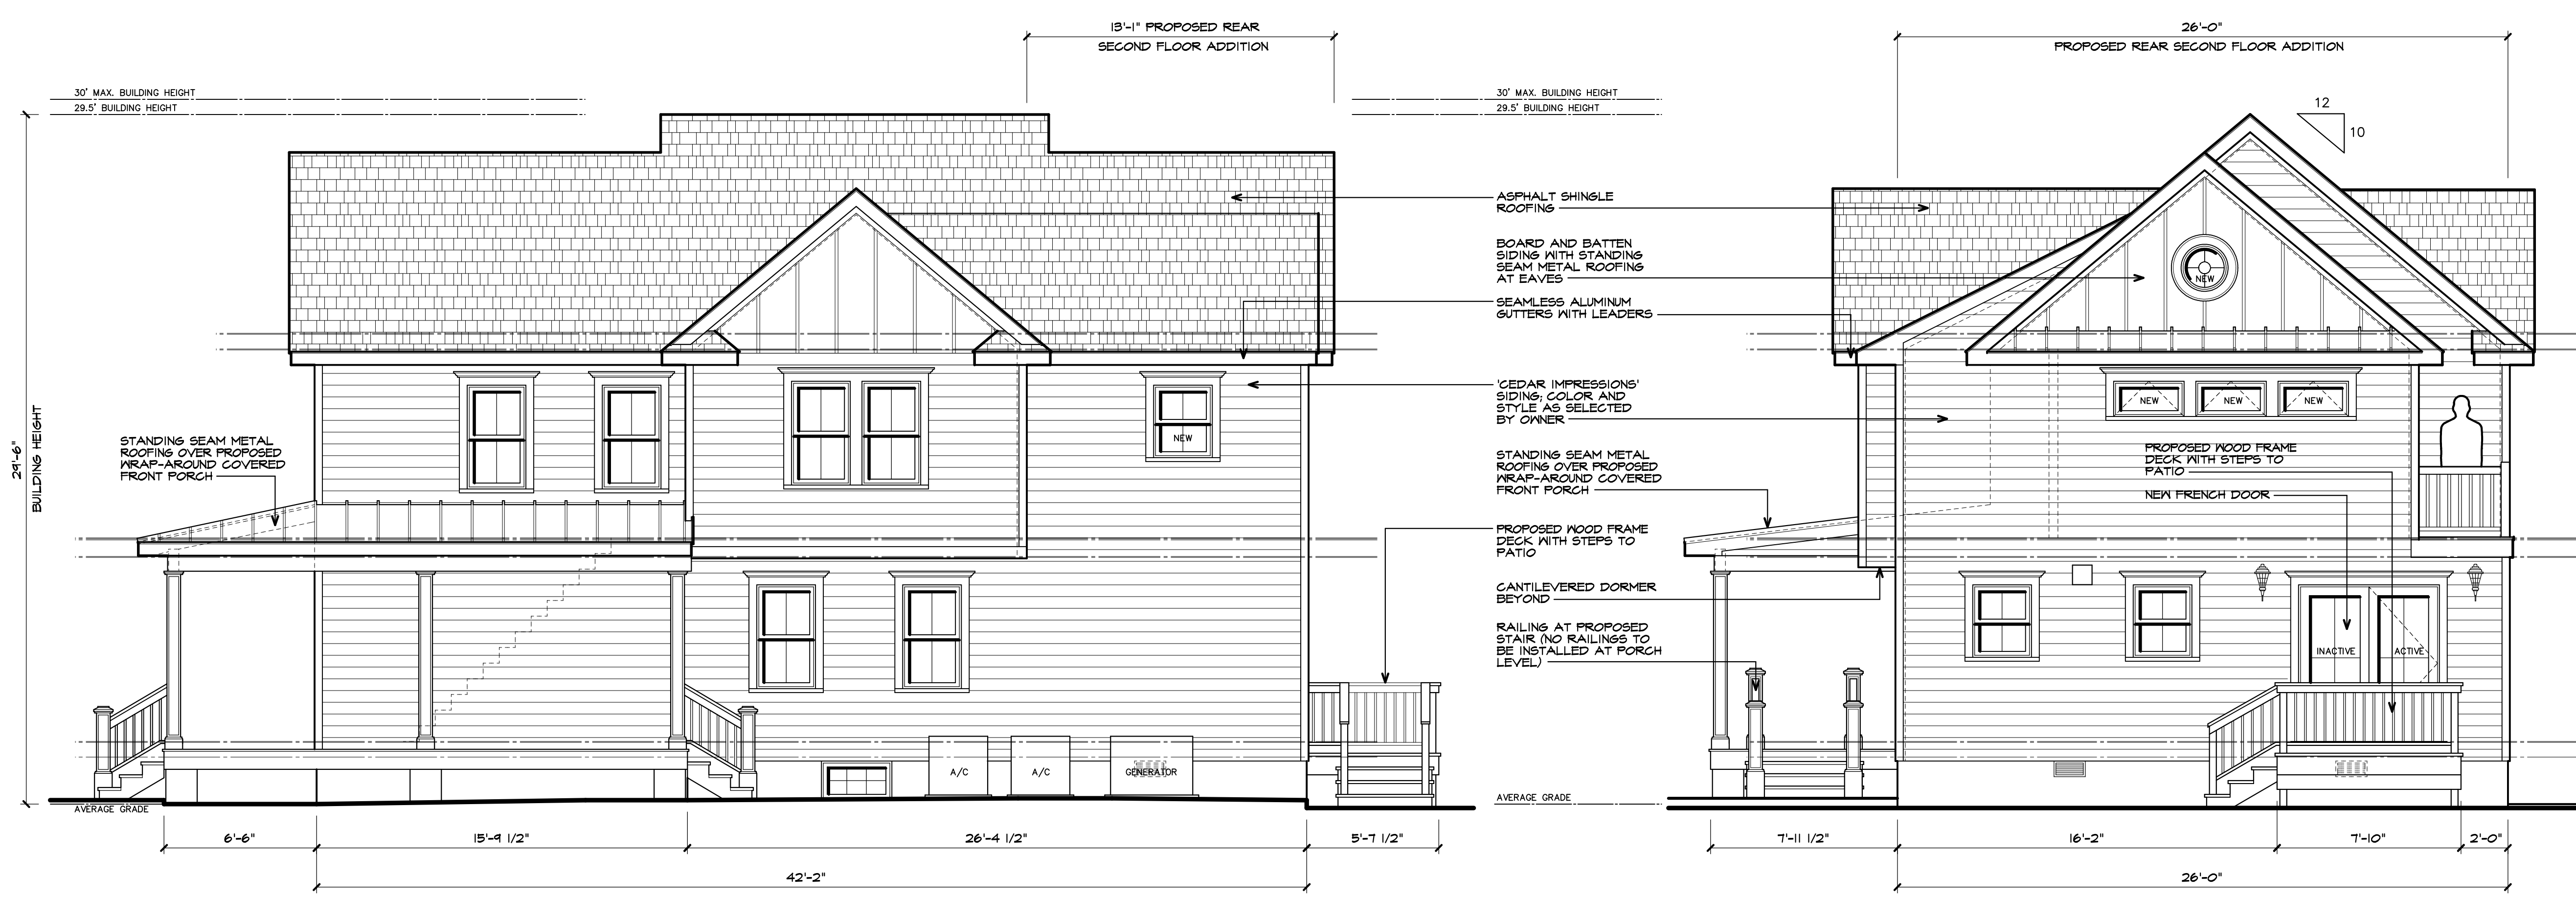 13'-1" PROPOSED REAR
SECOND FLOOR ADDITION
30' MAX. BUILDING HEIGHT
29.5' BUILDING HEIGHT
29'-6"
BUILDING HEIGHT
STANDING SEAM METAL
ROOFING OVER PROPOSED
WRAP-AROUND COVERED
FRONT PORCH
NEW
A/C
A/C
GENERATOR
AVERAGE GRADE
6'-6"
15'-9 1/2"
26'-4 1/2"
5'-7 1/2"
42'-2"
30' MAX. BUILDING HEIGHT
29.5' BUILDING HEIGHT
ASPHALT SHINGLE
ROOFING
BOARD AND BATTEN
SIDING WITH STANDING
SEAM METAL ROOFING
AT EAVES
SEAMLESS ALUMINUM
GUTTERS WITH LEADERS
'CEDAR IMPRESSIONS'
SIDING; COLOR AND
STYLE AS SELECTED
BY OWNER
STANDING SEAM METAL
ROOFING OVER PROPOSED
WRAP-AROUND COVERED
FRONT PORCH
PROPOSED WOOD FRAME
DECK WITH STEPS TO
PATIO
CANTILEVERED DORMER
BEYOND
RAILING AT PROPOSED
STAIR (NO RAILINGS TO
BE INSTALLED AT PORCH
LEVEL)
AVERAGE GRADE
26'-0"
PROPOSED REAR SECOND FLOOR ADDITION
12
10
NEW
NEW
NEW
NEW
PROPOSED WOOD FRAME
DECK WITH STEPS TO
PATIO
NEW FRENCH DOOR
INACTIVE
ACTIVE
7'-11 1/2"
16'-2"
7'-10"
2'-0"
26'-0"